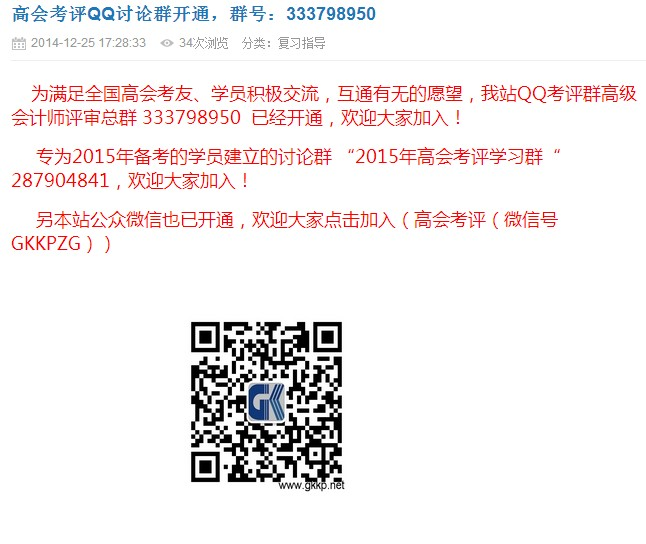 高会考评QQ讨论群开通，群号：333798950
2014-12-25 17:28:33 34次浏览 分类：复习指导
为满足全国高会考友、学员积极交流，互通有无的愿望，我站QQ考评群高级
会计师评审总群 333798950 已经开通，欢迎大家加入！
专为2015年备考的学员建立的讨论群 “2015年高会考评学习群“
287904841，欢迎大家加入！
另本站公众微信也已开通，欢迎大家点击加入（高会考评（微信号
GKKPZG））
GK
www.gkkp.net